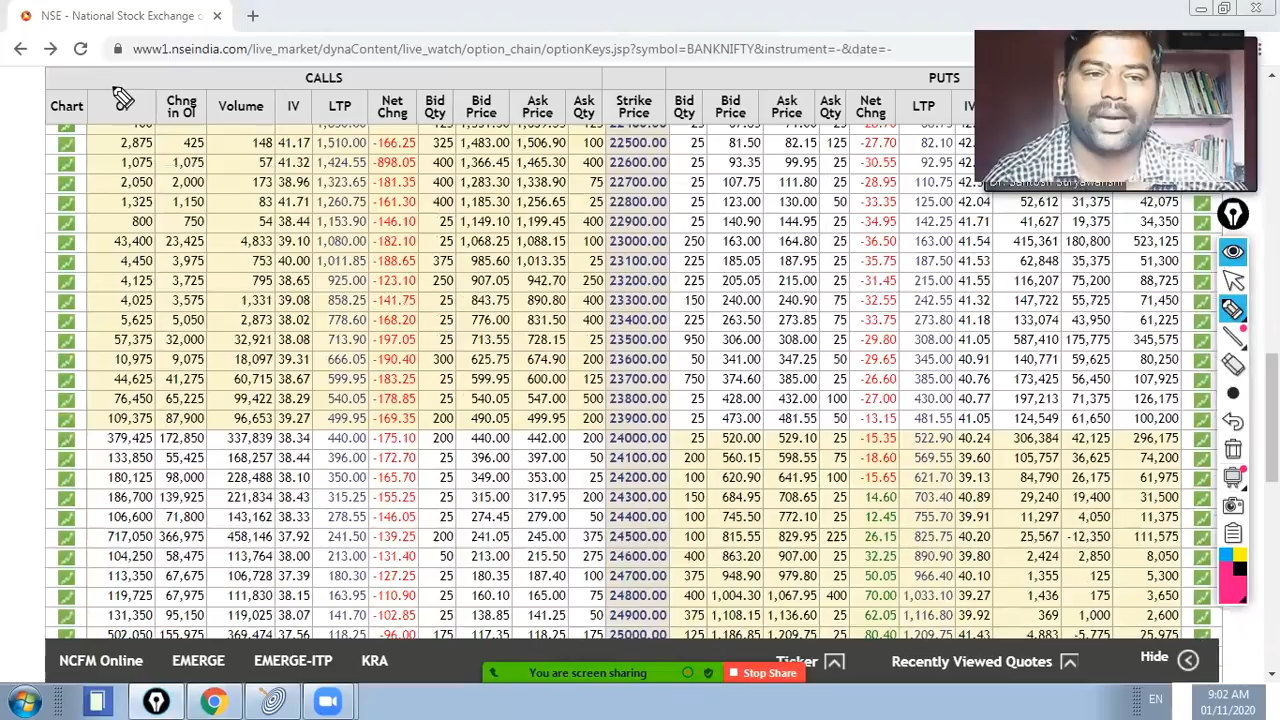 NSE - National Stock Exchange of
www1.nseindia.com/live_market/dynaContent/live_watch/option_chain/optionKeys.jsp?symbol=BANKNIFTY&instrument=-&date=-
CALLS PUTS
Chart Chng in OI Volume IV LTP Net Chng Bid Qty Bid Price Ask Price Ask Qty Strike Price Bid Qty Bid Price Ask Price Ask Qty Net Chng LTP
2,875 425 148 41.17 1,510.00 -166.25 325 1,483.00 1,506.90 100 22500.00 25 81.50 82.15 125 -27.70 82.10
1,075 1,075 57 41.32 1,424.55 -898.05 400 1,366.45 1,465.30 400 22600.00 25 93.35 99.95 25 -30.55 92.95
2,050 2,000 173 38.96 1,323.65 -181.35 400 1,283.30 1,338.90 75 22700.00 25 107.75 111.80 25 -28.95 110.75
1,325 1,150 83 41.71 1,260.75 -161.30 400 1,185.30 1,256.65 25 22800.00 25 123.00 130.00 50 -33.35 125.00 42.04 52,612 31,375 42,075
800 750 54 38.44 1,153.90 -146.10 25 1,149.10 1,199.45 400 22900.00 25 140.90 144.95 25 -34.95 142.25 41.71 41,627 19,375 34,350
43,400 23,425 4,833 39.10 1,080.00 -182.10 25 1,068.25 1,083.15 100 23000.00 250 163.00 164.80 25 -36.50 163.00 41.54 415,361 180,800 523,125
4,450 3,975 753 40.00 1,011.85 -188.65 375 985.60 1,013.35 25 23100.00 225 185.05 187.95 25 -35.75 187.50 41.53 62,848 35,375 51,300
4,125 3,725 795 38.65 925.00 -123.10 250 907.07 942.70 250 23200.00 225 205.05 215.00 25 -31.45 215.00 41.55 116,207 75,200 88,725
4,025 3,575 1,331 39.08 858.25 -141.75 25 843.75 890.80 400 23300.00 150 240.00 240.90 75 -32.55 242.55 41.32 147,722 55,725 71,450
5,625 5,050 2,873 38.02 778.60 -168.20 25 776.00 831.50 400 23400.00 225 263.50 273.85 75 -33.75 273.80 41.24 133,074 43,950 61,225
57,375 32,000 32,921 38.08 713.90 -197.05 25 713.55 728.15 25 23500.00 950 306.00 308.00 25 -29.80 308.00 41.05 587,410 175,775 345,575
10,975 9,075 18,097 39.31 666.05 -190.40 300 625.75 674.90 200 23600.00 50 341.00 347.25 50 -29.65 345.00 40.91 140,771 59,625 80,250
44,625 41,275 60,715 38.67 599.95 -183.25 25 599.95 600.00 125 23700.00 750 374.60 385.00 25 -26.60 385.00 40.76 173,425 56,450 107,925
76,450 65,225 99,422 38.29 540.05 -178.85 25 540.05 547.00 500 23800.00 25 428.00 432.00 100 -27.00 430.00 40.77 197,213 71,375 126,175
109,375 87,900 96,653 39.27 499.95 -169.35 200 490.05 499.95 200 23900.00 25 473.00 481.55 50 -13.15 481.55 41.05 124,549 61,650 100,200
379,425 172,850 337,839 38.34 440.00 -175.10 200 440.00 442.00 200 24000.00 25 520.00 529.10 25 -15.35 522.90 40.24 306,384 42,125 296,175
133,850 55,425 168,257 38.44 396.00 -172.70 25 396.00 397.00 50 24100.00 200 560.15 598.55 75 -18.60 569.55 39.60 105,757 36,625 74,200
180,125 98,000 228,488 38.10 350.00 -165.70 25 349.00 353.00 25 24200.00 100 620.90 641.95 100 -15.65 621.70 39.13 84,790 26,175 61,975
186,700 139,925 221,834 38.43 315.25 -155.25 25 315.00 317.95 200 24300.00 150 684.95 708.65 25 14.60 703.40 40.89 29,240 19,400 31,500
106,600 71,800 143,162 38.33 278.55 -146.05 25 274.45 279.00 50 24400.00 100 745.50 772.10 25 12.45 755.70 39.91 11,297 4,050 11,375
717,050 366,975 458,146 37.92 241.50 -139.25 200 241.05 245.00 375 24500.00 100 815.55 829.95 225 26.15 825.75 40.20 25,567 -12,350 111,575
104,250 58,475 113,764 38.00 213.00 -131.40 50 213.00 215.50 275 24600.00 400 863.20 907.00 25 32.25 890.90 39.80 2,424 2,850 8,050
113,350 67,675 106,728 37.39 180.30 -127.25 25 180.35 187.40 100 24700.00 375 948.90 979.80 25 50.05 966.40 40.10 1,355 125 5,300
119,725 67,975 111,830 38.15 163.95 -110.90 25 160.10 165.00 75 24800.00 400 1,004.30 1,067.95 400 70.00 1,033.10 39.27 1,436 175 3,650
131,350 95,150 119,025 38.07 141.70 -102.85 25 138.85 141.35 50 24900.00 375 1,108.15 1,136.60 25 62.05 1,116.80 39.92 369 1,000 2,600
502,050 155,975 369,474 37.56 118.25 -96.00 175 117.35 118.25 175 25000.00 125 1,186.85 1,209.75 25 80.40 1,209.75 41.43 4,883 -5,775 25,975
NCFM Online EMERGE EMERGE-ITP KRA Ticker Recently Viewed Quotes Hide
You are screen sharing Stop Share
EN 9:02 AM
01/11/2020